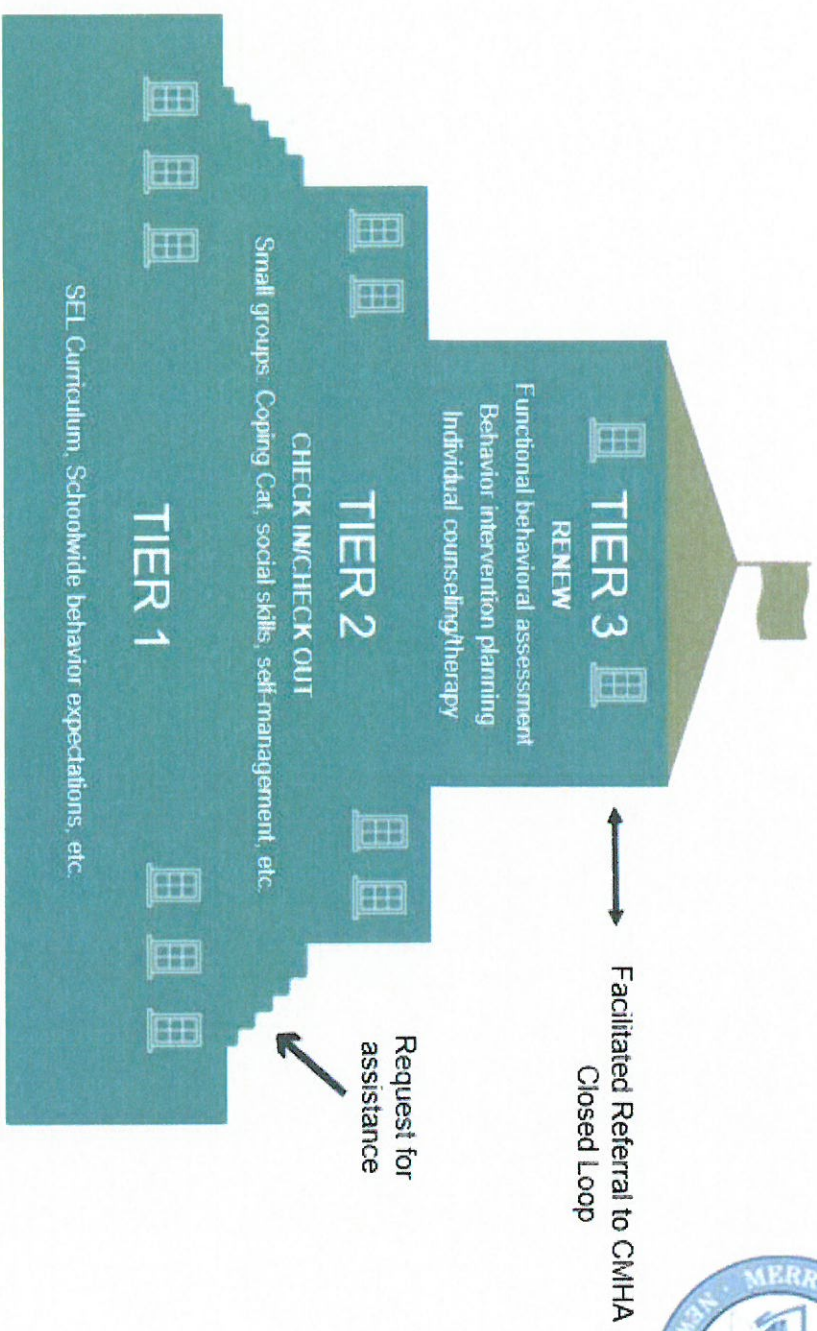 Facilitated Referral to CMHA
Closed Loop
TIER 3
RENEW
Functional behavioral assessment
Behavior intervention planning
Individual counseling/therapy
Request for
assistance
TIER 2
CHECK IN/CHECK OUT
Small groups: Coping Cat, social skills, self-management, etc.
TIER 1
SEL Curriculum, Schoolwide behavior expectations, etc.